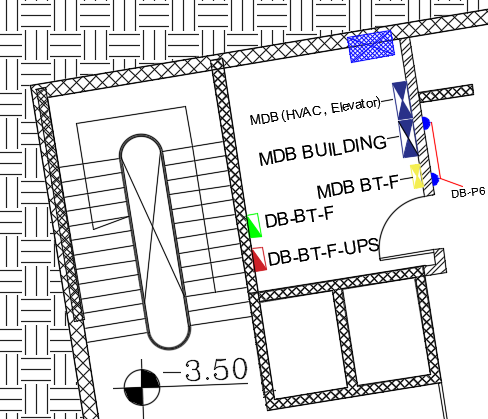 MDB (HVAC , Elevator)
MDB BUILDING
MDB BT-F
DB-P6
DB-BT-F
DB-BT-F-UPS
-3.50